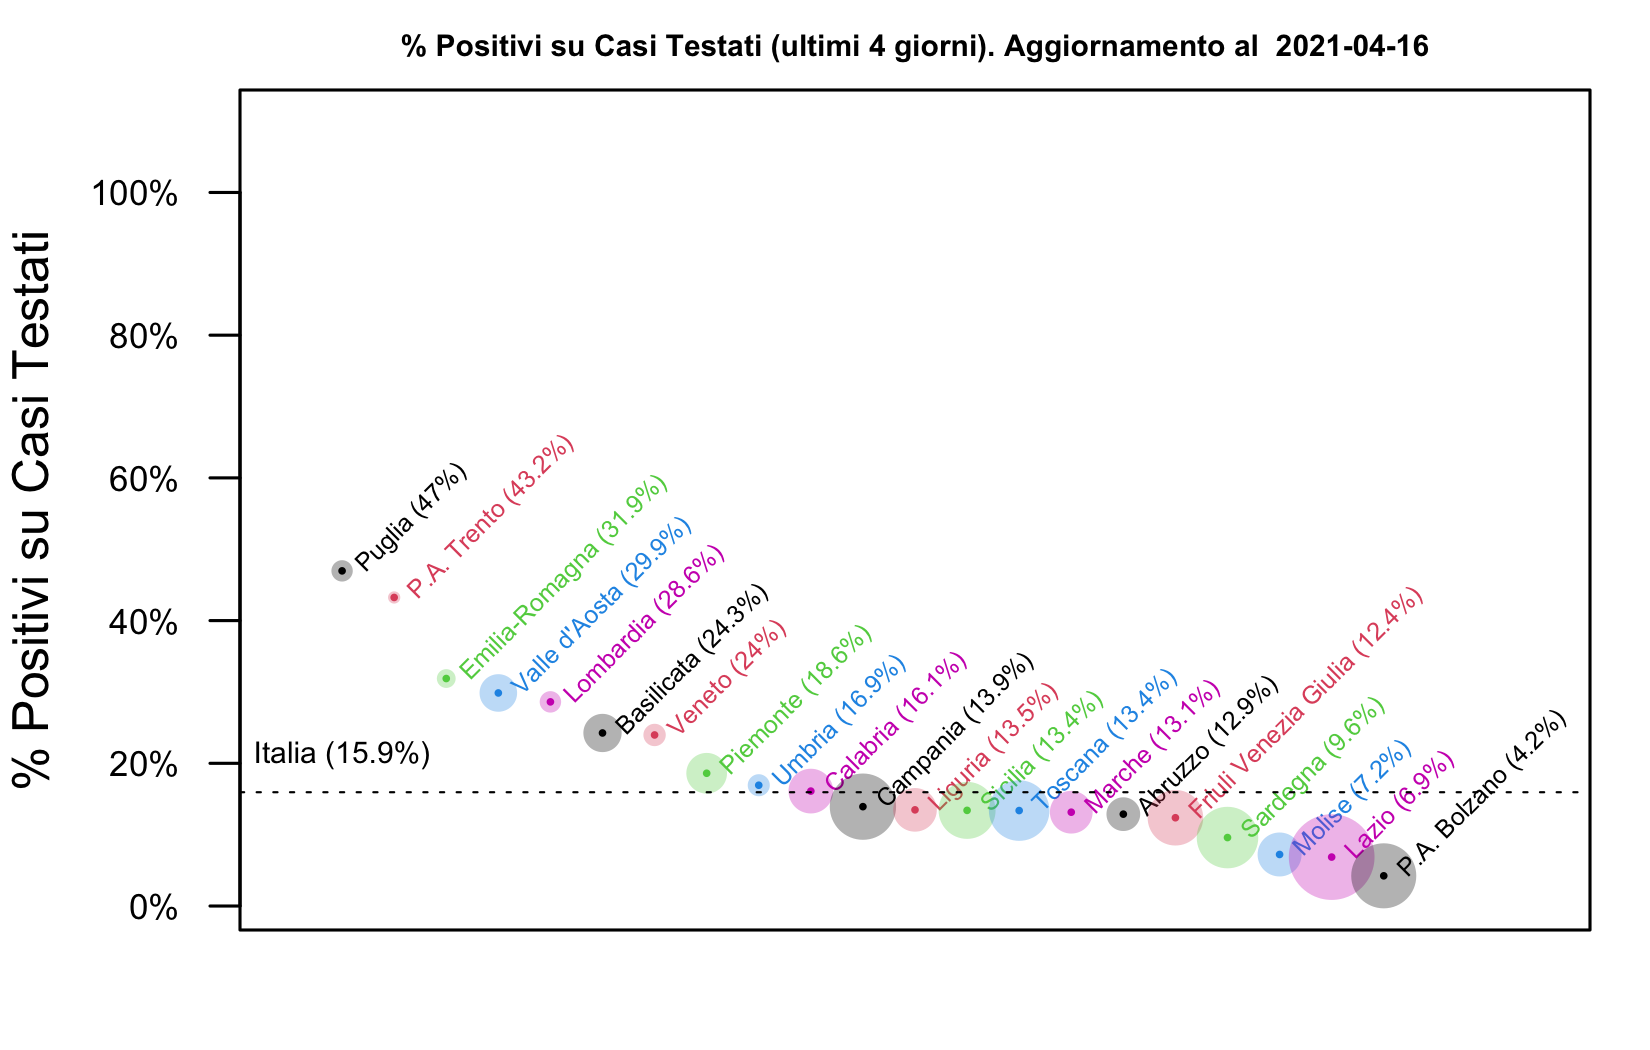 % Positivi su Casi Testati (ultimi 4 giorni). Aggiornamento al  2021-04-16
% Positivi su Casi Testati
100%
80%
60%
40%
20%
0%
Italia (15.9%)
Puglia (47%)
P.A. Trento (43.2%)
Emilia-Romagna (31.9%)
Valle d'Aosta (29.9%)
Lombardia (28.6%)
Basilicata (24.3%)
Veneto (24%)
Piemonte (18.6%)
Umbria (16.9%)
Calabria (16.1%)
Campania (13.9%)
Liguria (13.5%)
Sicilia (13.4%)
Toscana (13.4%)
Marche (13.1%)
Abruzzo (12.9%)
Friuli Venezia Giulia (12.4%)
Sardegna (9.6%)
Molise (7.2%)
Lazio (6.9%)
P.A. Bolzano (4.2%)